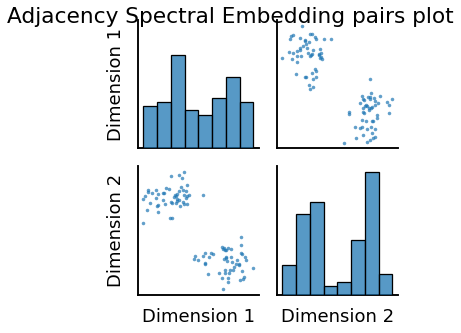 Adjacency Spectral Embedding pairs plot
Dimension 1
Dimension 2
Dimension 1
Dimension 2